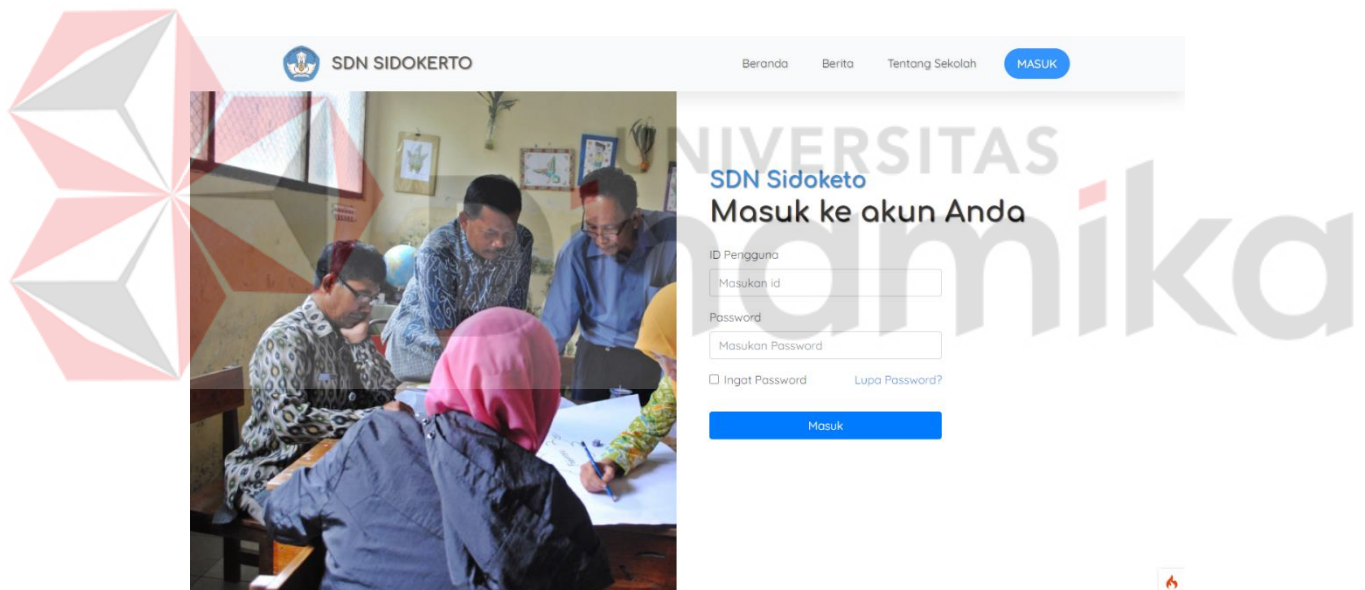 SDN SIDOKERTO
Beranda Berita Tentang Sekolah MASUK
UNIVERSITAS
Dinamika
SDN Sidoketo
Masuk ke akun Anda
ID Pengguna
Masukan id
Password
Masukan Password
Ingat Password Lupa Password?
Masuk